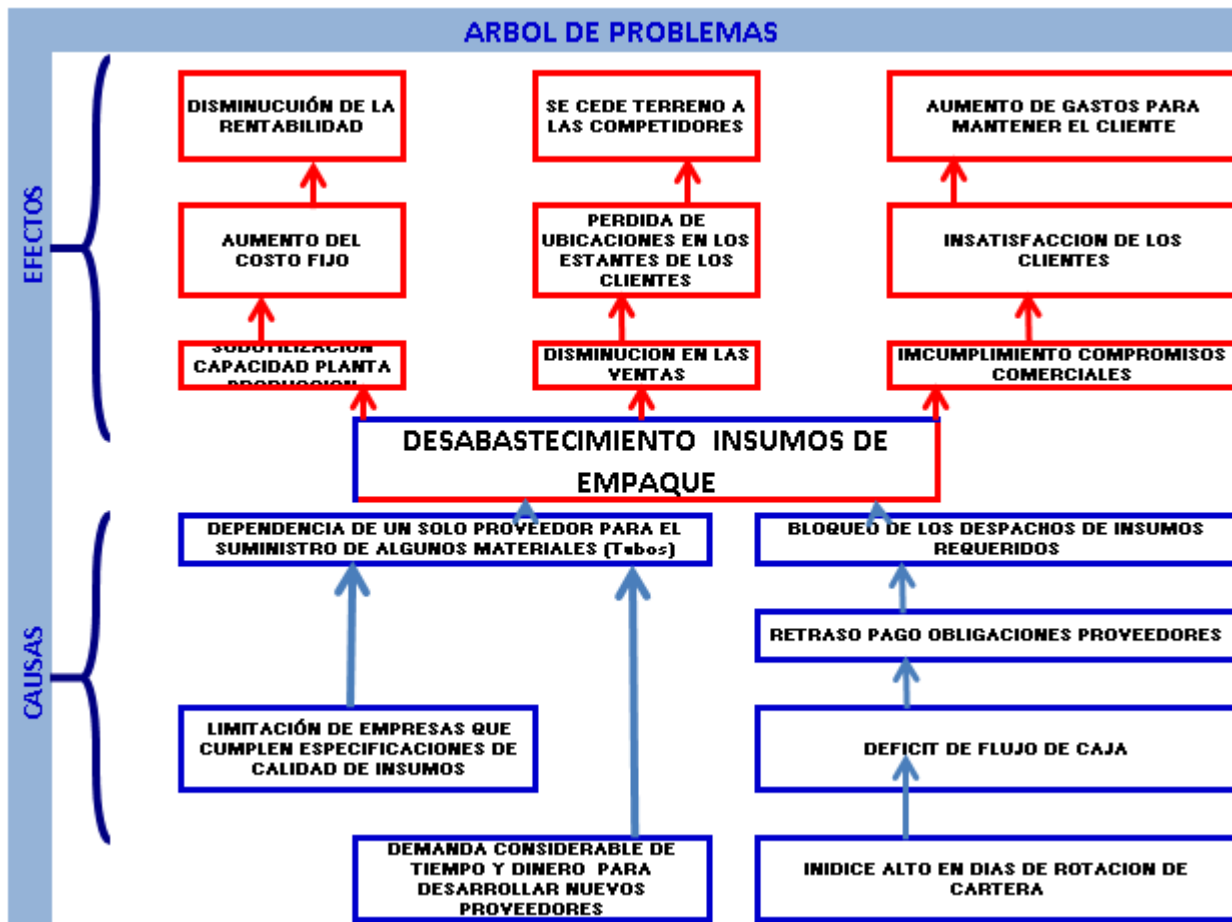 ARBOL DE PROBLEMAS
EFECTOS
DISMINUCUIÓN DE LA
RENTABILIDAD
SE CEDE TERRENO A
LAS COMPETIDORES
AUMENTO DE GASTOS PARA
MANTENER EL CLIENTE
AUMENTO DEL
COSTO FIJO
PERDIDA DE
UBICACIONES EN LOS
ESTANTES DE LOS
CLIENTES
INSATISFACCION DE LOS
CLIENTES
CAPACIDAD PLANTA
PRODUCCION
DISMINUCION EN LAS
VENTAS
IMCUMPLIMIENTO COMPROMISOS
COMERCIALES
DESABASTECIMIENTO INSUMOS DE
EMPAQUE
CAUSAS
DEPENDENCIA DE UN SOLO PROVEEDOR PARA EL
SUMINISTRO DE ALGUNOS MATERIALES (Tubos)
BLOQUEO DE LOS DESPACHOS DE INSUMOS
REQUERIDOS
RETRASO PAGO OBLIGACIONES PROVEEDORES
LIMITACIÓN DE EMPRESAS QUE
CUMPLEN ESPECIFICACIONES DE
CALIDAD DE INSUMOS
DEFICIT DE FLUJO DE CAJA
DEMANDA CONSIDERABLE DE
TIEMPO Y DINERO PARA
DESARROLLAR NUEVOS
PROVEEDORES
INIDICE ALTO EN DIAS DE ROTACION DE
CARTERA